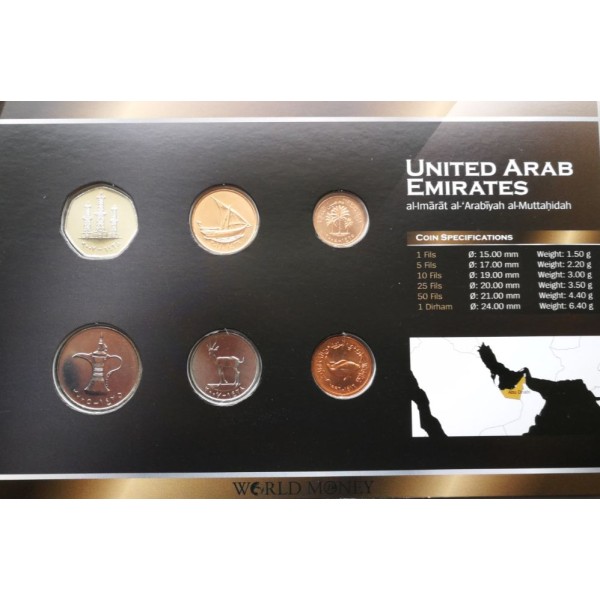 UNITED ARAB
EMIRATES
al-Imārāt al-'Arabīyah al-Muttaḥidah
COIN SPECIFICATIONS
1 Fils Ø: 15.00 mm Weight: 1.50 g
5 Fils Ø: 17.00 mm Weight: 2.20 g
10 Fils Ø: 19.00 mm Weight: 3.00 g
25 Fils Ø: 20.00 mm Weight: 3.50 g
50 Fils Ø: 21.00 mm Weight: 4.40 g
1 Dirham Ø: 24.00 mm Weight: 6.40 g
WORLD MONEY